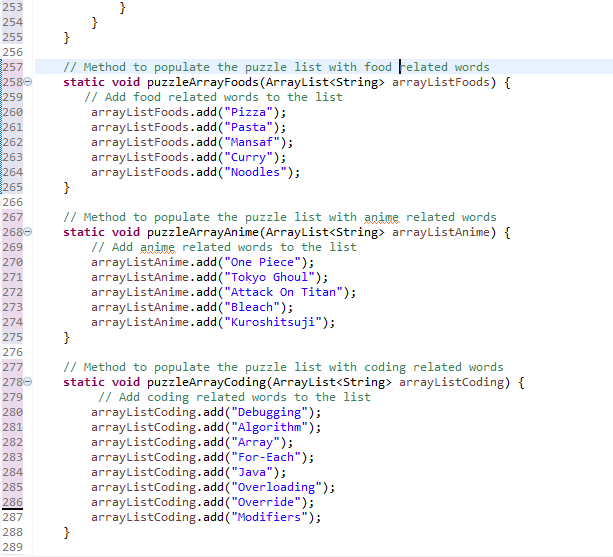 253 }
254 }
255 }
256
257 // Method to populate the puzzle list with food related words
258 static void puzzleArrayFoods(ArrayList<String> arrayListFoods) {
259 // Add food related words to the list
260 arrayListFoods.add("Pizza");
261 arrayListFoods.add("Pasta");
262 arrayListFoods.add("Mansaf");
263 arrayListFoods.add("Curry");
264 arrayListFoods.add("Noodles");
265 }
266
267 // Method to populate the puzzle list with anime related words
268 static void puzzleArrayAnime(ArrayList<String> arrayListAnime) {
269 // Add anime related words to the list
270 arrayListAnime.add("One Piece");
271 arrayListAnime.add("Tokyo Ghoul");
272 arrayListAnime.add("Attack On Titan");
273 arrayListAnime.add("Bleach");
274 arrayListAnime.add("Kuroshitsuji");
275 }
276
277 // Method to populate the puzzle list with coding related words
278 static void puzzleArrayCoding(ArrayList<String> arrayListCoding) {
279 // Add coding related words to the list
280 arrayListCoding.add("Debugging");
281 arrayListCoding.add("Algorithm");
282 arrayListCoding.add("Array");
283 arrayListCoding.add("For-Each");
284 arrayListCoding.add("Java");
285 arrayListCoding.add("Overloading");
286 arrayListCoding.add("Override");
287 arrayListCoding.add("Modifiers");
288 }
289